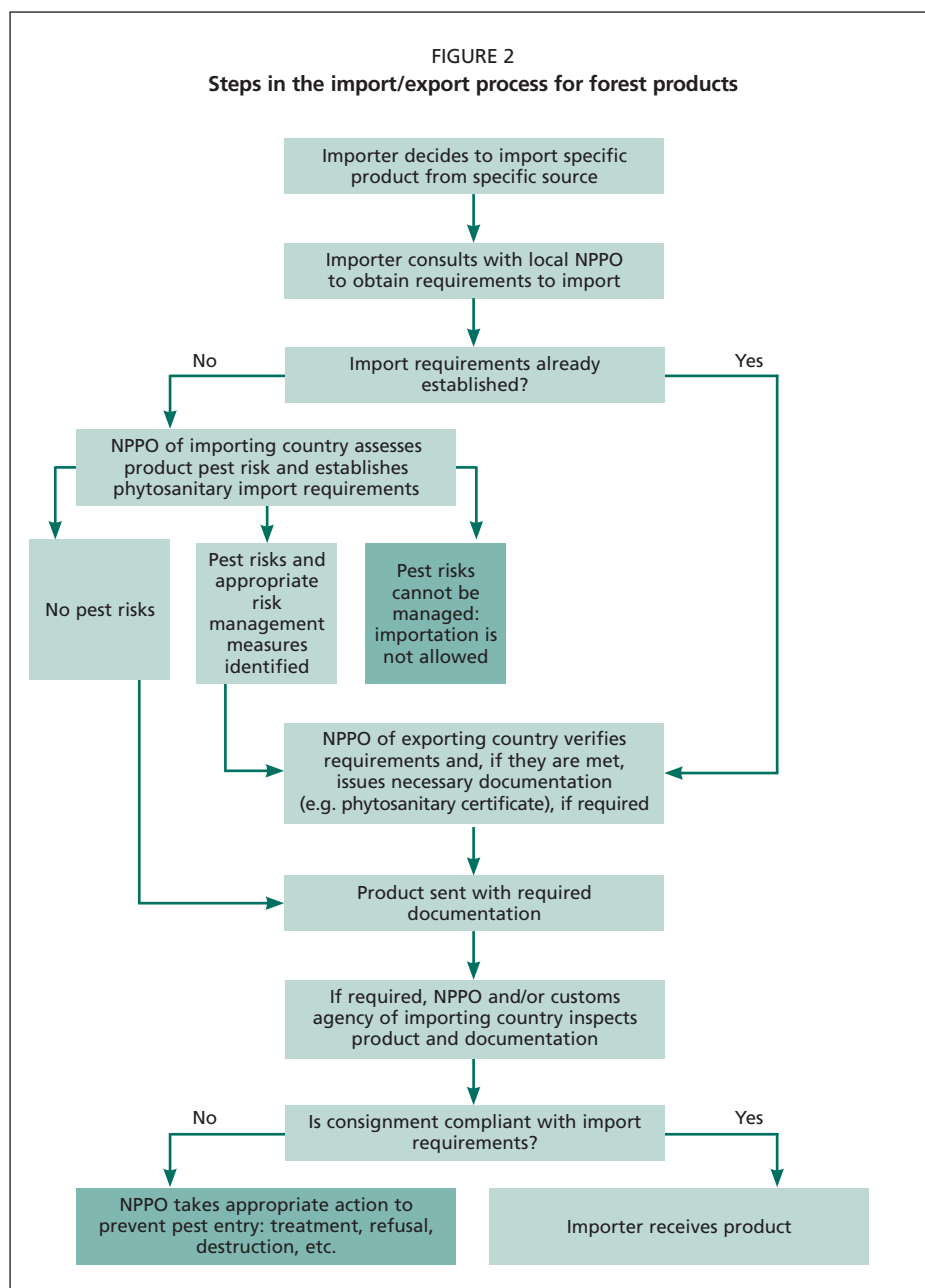 FIGURE 2
Steps in the import/export process for forest products
Importer decides to import specific
product from specific source
Importer consults with local NPPO
to obtain requirements to import
No
Import requirements already
established?
Yes
NPPO of importing country assesses
product pest risk and establishes
phytosanitary import requirements
No pest risks
Pest risks and
appropriate
risk
management
measures
identified
Pest risks
cannot be
managed:
importation is
not allowed
NPPO of exporting country verifies
requirements and, if they are met,
issues necessary documentation
(e.g. phytosanitary certificate), if required
Product sent with required
documentation
If required, NPPO and/or customs
agency of importing country inspects
product and documentation
No
Is consignment compliant with import
requirements?
Yes
NPPO takes appropriate action to
prevent pest entry: treatment, refusal,
destruction, etc.
Importer receives product